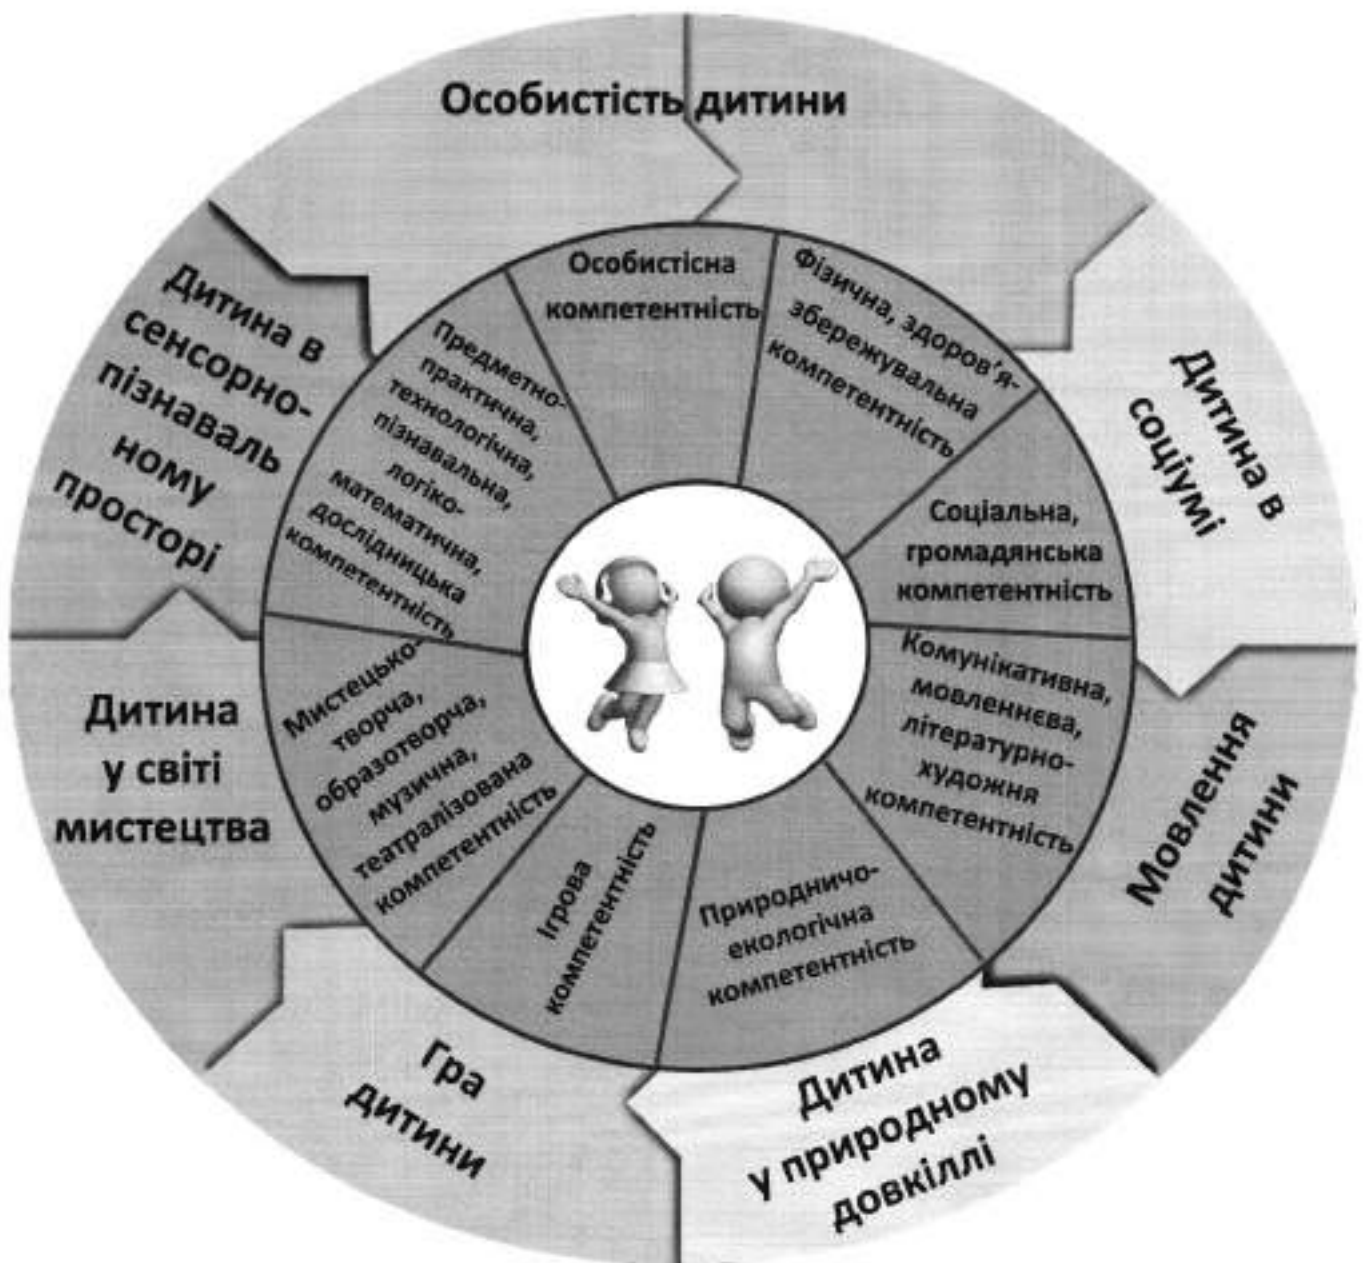 Особистість дитини
Дитина в
соціумі
Мовлення
дитини
Дитина
у природному
довкіллі
Гра
дитини
Дитина
у світі
мистецтва
Дитина в
сенсорно-
пізнаваль
ному
просторі
Особистісна
компетентність
Фізична, здоров’я-
збережувальна
компетентність
Соціальна,
громадянська
компетентність
Комунікативна,
мовленнєва,
літературно-
художня
компетентність
Природничо-
екологічна
компетентність
Ігрова
компетентність
Мистецько-
творча,
образотворча,
музична,
театралізована
компетентність
Предметно-
практична,
технологічна,
пізнавальна,
логіко-
математична,
дослідницька
компетентність